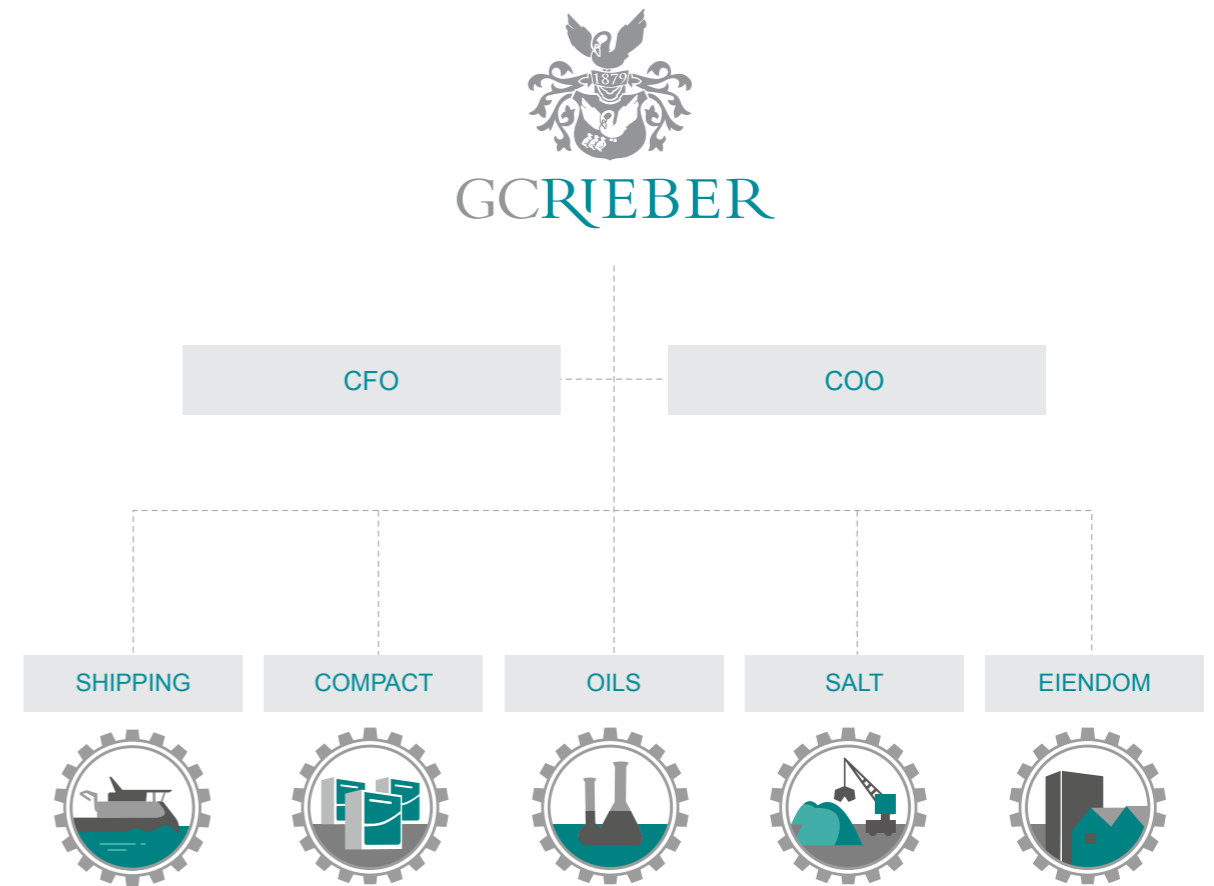 1879
GCRIEBER
CFO
COO
SHIPPING
COMPACT
OILS
SALT
EIENDOM